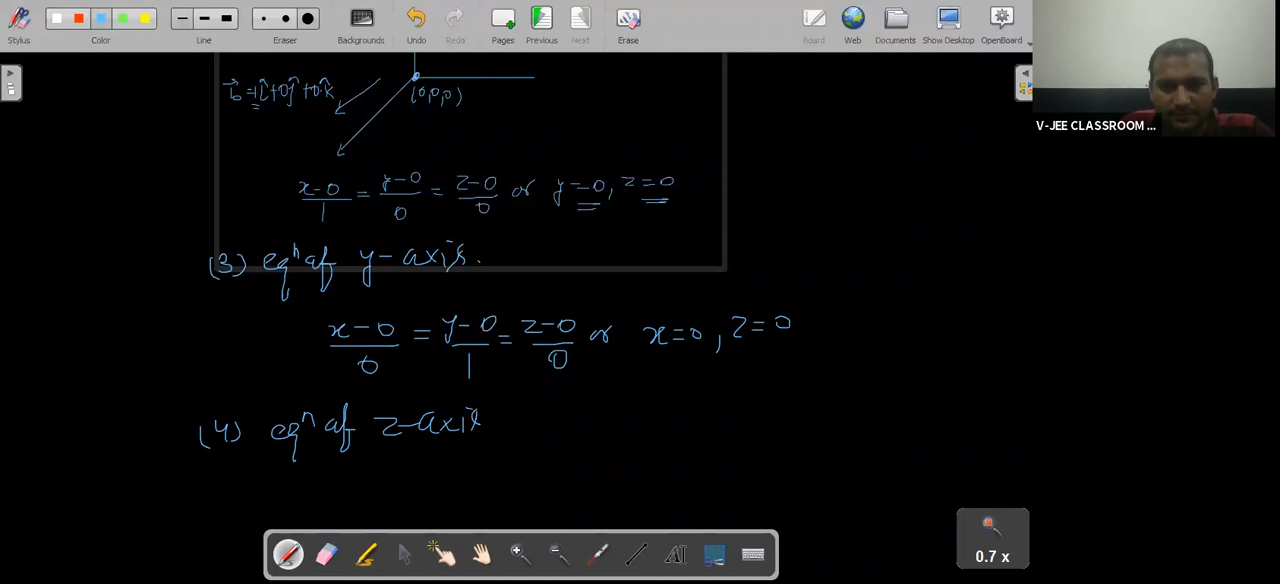 Stylus Color Line Eraser Backgrounds Undo Redo Pages Previous Next Erase Board Web Documents Show Desktop OpenBoard
V-JEE CLASSROOM ...
b⃗ = 1î + 0ĵ + 0k̂
(0,0,0)
x-0/1 = y-0/0 = z-0/0 or y=0, z=0
(3) eqⁿ of y-axis.
x-0/0 = y-0/1 = z-0/0 or x=0, z=0
(4) eqⁿ of z-axis
0.7 x